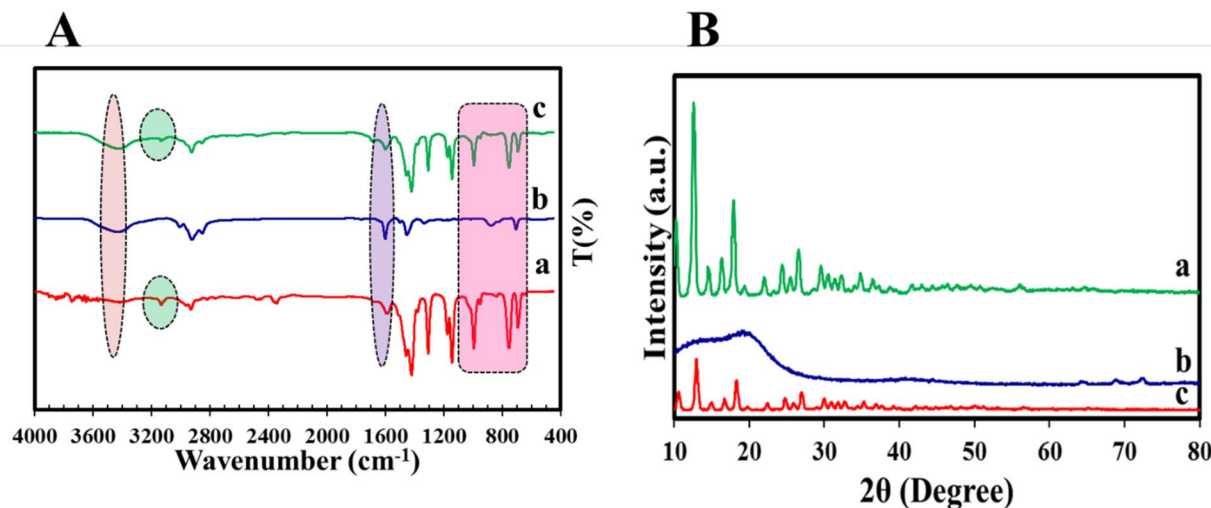 A
c
b
a
T(%)
4000 3600 3200 2800 2400 2000 1600 1200 800 400
Wavenumber (cm⁻¹)
B
Intensity (a.u.)
a
b
c
10 20 30 40 50 60 70 80
2θ (Degree)